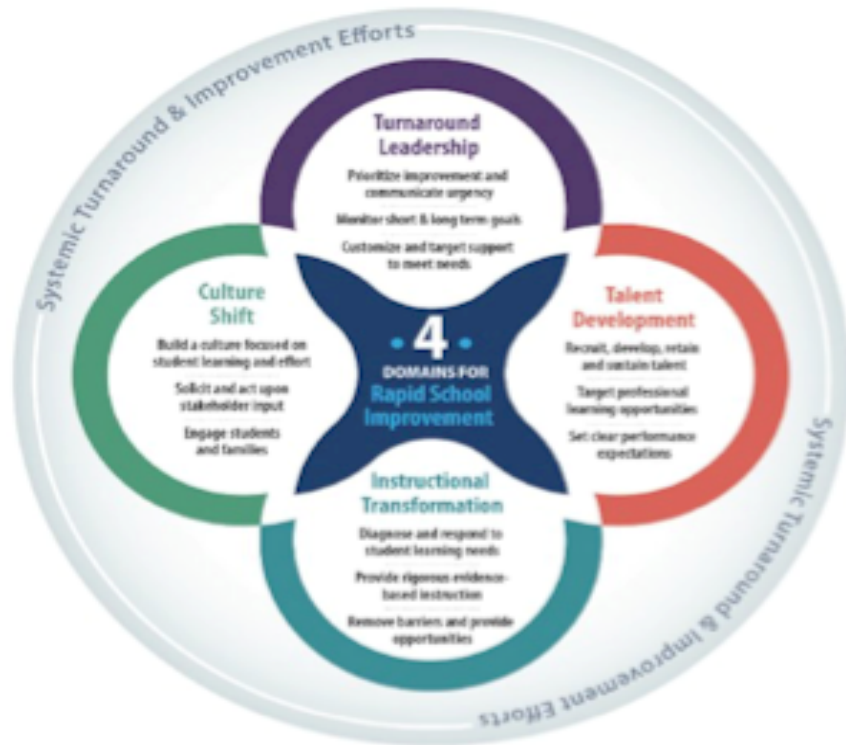 Systemic Turnaround & Improvement Efforts
Turnaround
Leadership
Prioritize improvement and
communicate urgency
Monitor short & long term goals
Customize and target support
to meet needs
Culture
Shift
Build a culture focused on
student learning and effort
Solicit and act upon
stakeholder input
Engage students
and families
• 4 •
DOMAINS FOR
Rapid School
Improvement
Talent
Development
Recruit, develop, retain
and sustain talent
Target professional
learning opportunities
Set clear performance
expectations
Instructional
Transformation
Diagnose and respond to
student learning needs
Provide rigorous evidence-
based instruction
Remove barriers and provide
opportunities
Systemic Turnaround & Improvement Efforts